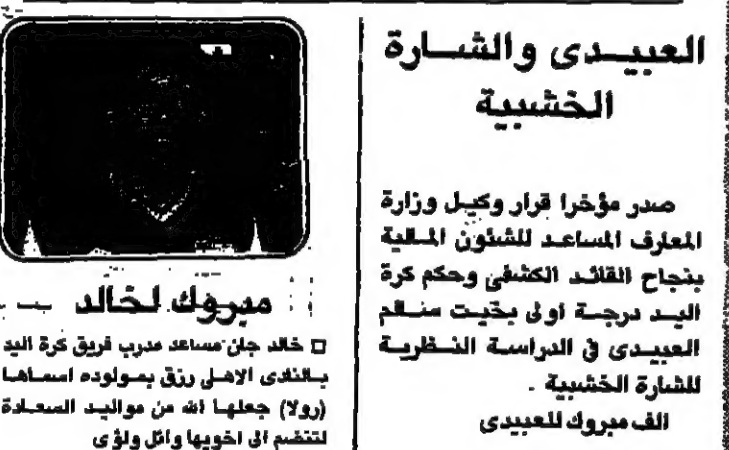 العبيدى والشارة
الخشبية
صدر مؤخرا قرار وكيل وزارة
المعارف المساعد للشئون المالية
بنجاح القائد الكشفى وحكم كرة
اليد درجة اولى بخيت سالم
العبيدى في الدراسة النظرية
للشارة الخشبية .
الف مبروك للعبيدى
مبروك لخالد
□ خالد جان مساعد مدرب فريق كرة اليد
بالنادى الاهلى رزق بمولوده اسماها
(رولا) جعلها الله من مواليد السعادة
لتنضم الى اخويها وائل ولؤى